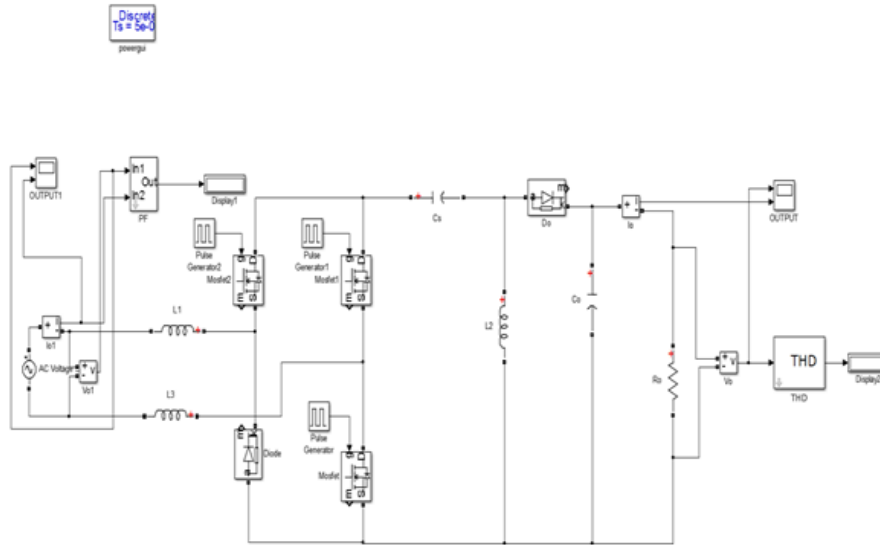 Discrete
Ts = 5e-0
powergui
OUTPUT1
In1
Out
In2
PF
Display1
Pulse
Generator2
Mosfet2
Pulse
Generator1
Mosfet1
Cs
Do
Io
OUTPUT
L1
Io1
AC Voltage
Vo1
L3
L2
Co
Ro
Vo
THD
THD
Display2
Diode
Pulse
Generator
Mosfet